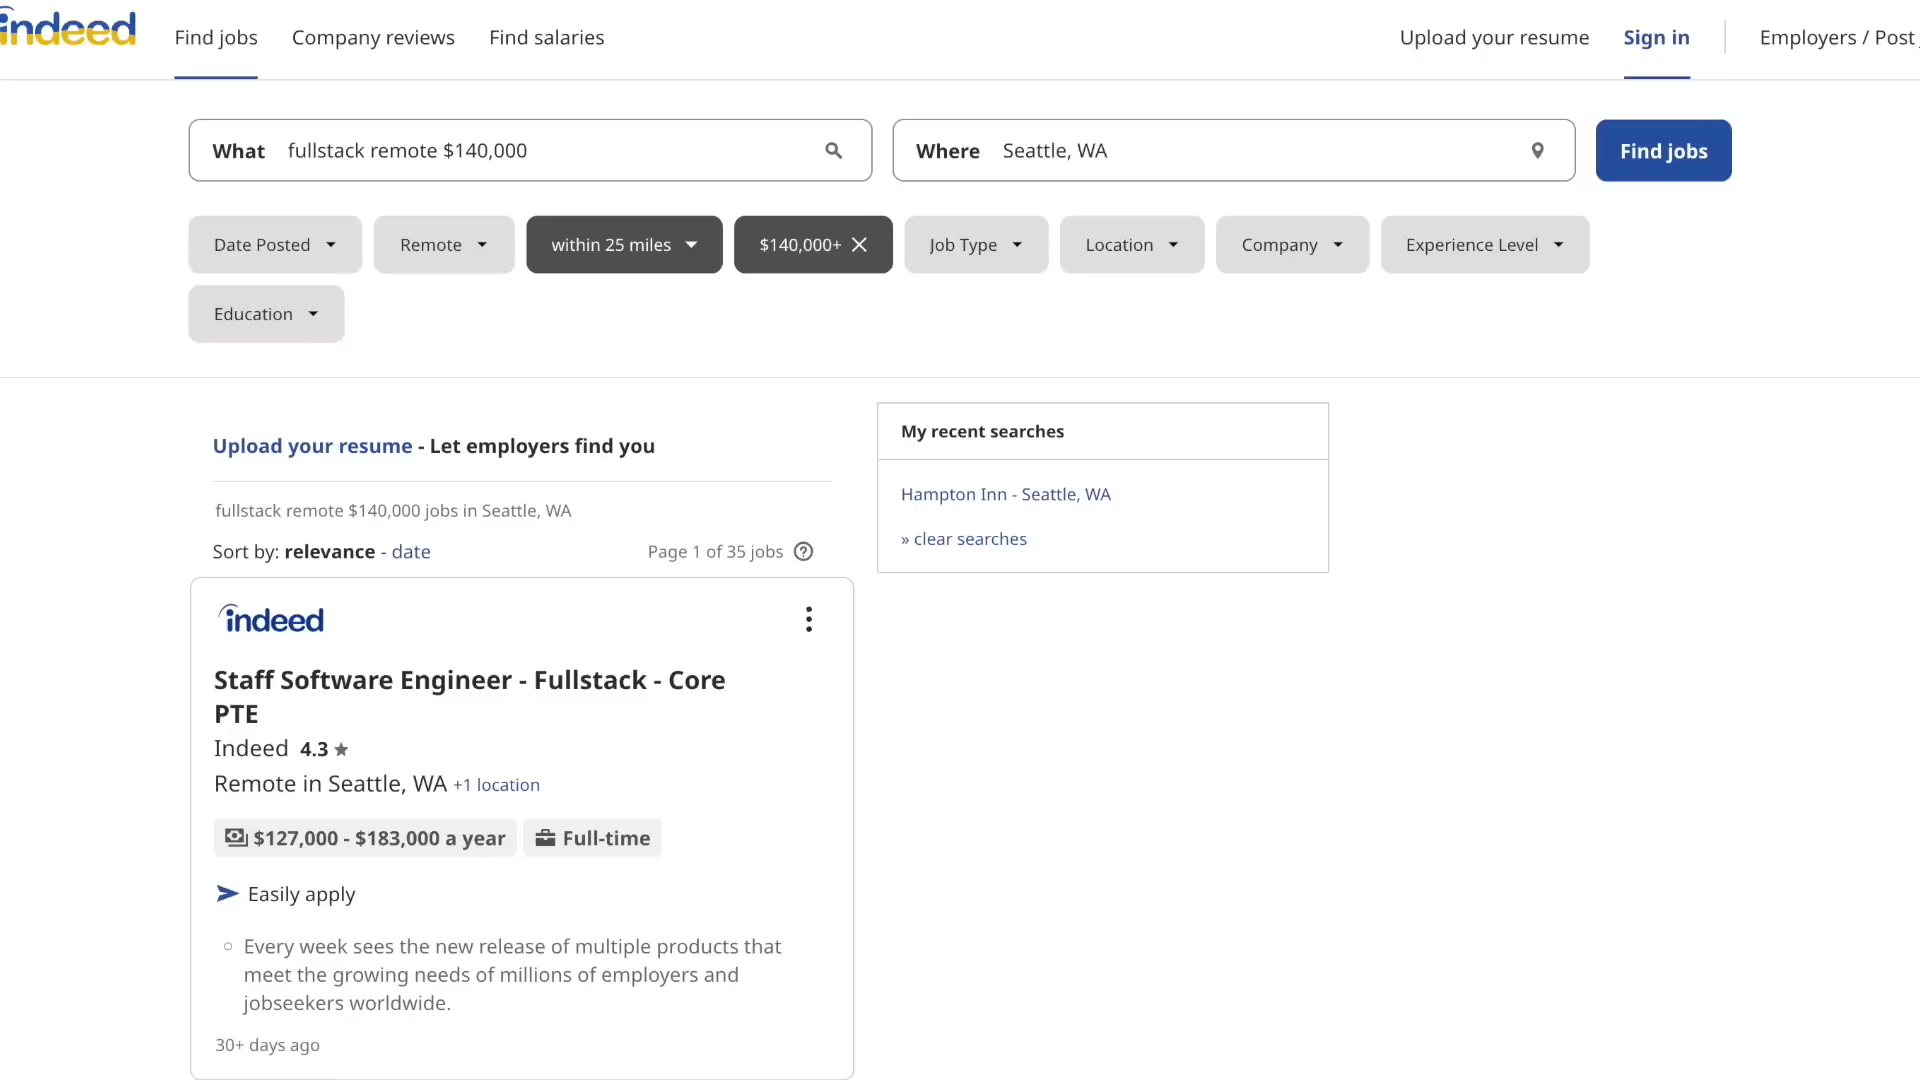 indeed
Find jobs
Company reviews
Find salaries
Upload your resume
Sign in
Employers / Post
What fullstack remote $140,000
Where Seattle, WA
Find jobs
Date Posted
Remote
within 25 miles
$140,000+
Job Type
Location
Company
Experience Level
Education
Upload your resume - Let employers find you
fullstack remote $140,000 jobs in Seattle, WA
Sort by: relevance - date
Page 1 of 35 jobs
My recent searches
Hampton Inn - Seattle, WA
» clear searches
indeed
Staff Software Engineer - Fullstack - Core
PTE
Indeed 4.3
Remote in Seattle, WA +1 location
$127,000 - $183,000 a year
Full-time
Easily apply
Every week sees the new release of multiple products that
meet the growing needs of millions of employers and
jobseekers worldwide.
30+ days ago